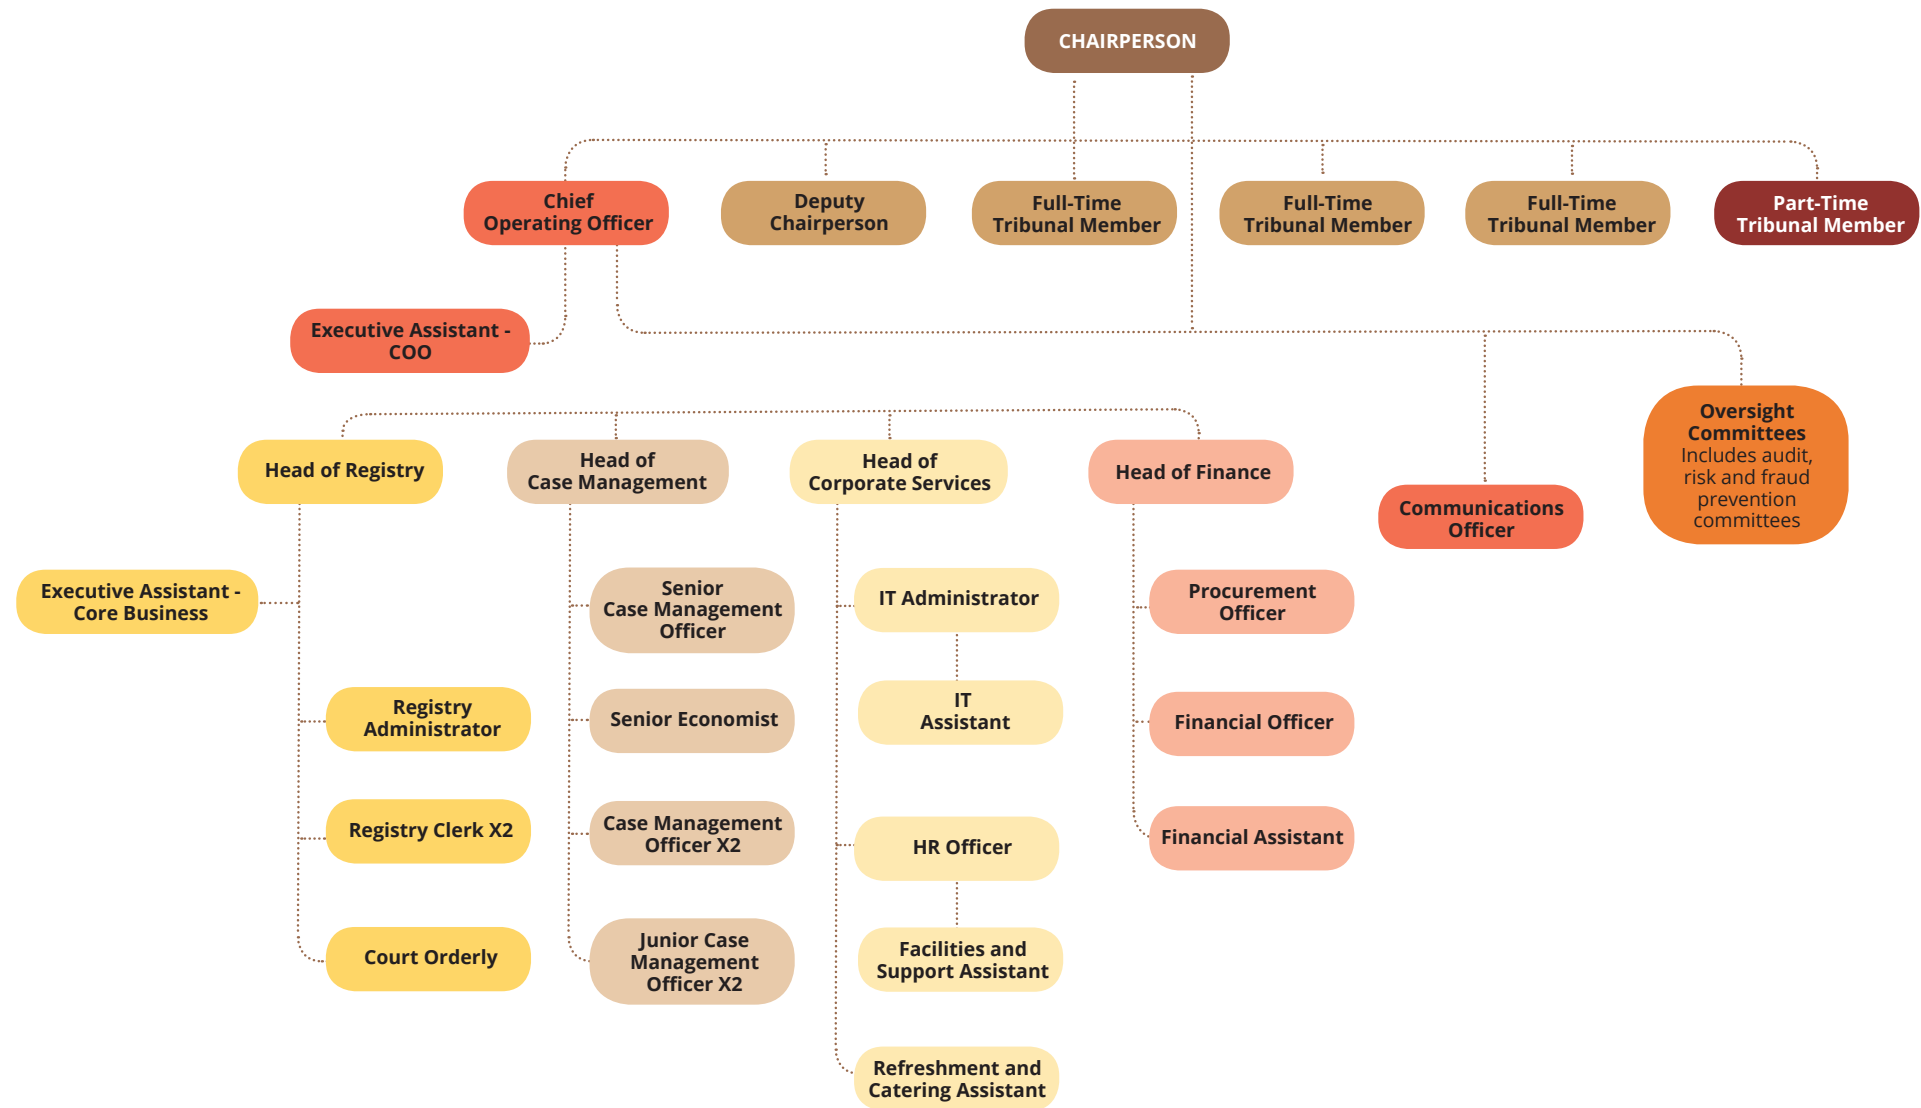 CHAIRPERSON
Chief
Operating Officer
Deputy
Chairperson
Full-Time
Tribunal Member
Full-Time
Tribunal Member
Full-Time
Tribunal Member
Part-Time
Tribunal Member
Executive Assistant -
COO
Oversight
Committees
Includes audit,
risk and fraud
prevention
committees
Communications
Officer
Head of Registry
Head of
Case Management
Head of
Corporate Services
Head of Finance
Executive Assistant -
Core Business
Registry
Administrator
Registry Clerk X2
Court Orderly
Senior
Case Management
Officer
Senior Economist
Case Management
Officer X2
Junior Case
Management
Officer X2
IT Administrator
IT
Assistant
HR Officer
Facilities and
Support Assistant
Refreshment and
Catering Assistant
Procurement
Officer
Financial Officer
Financial Assistant